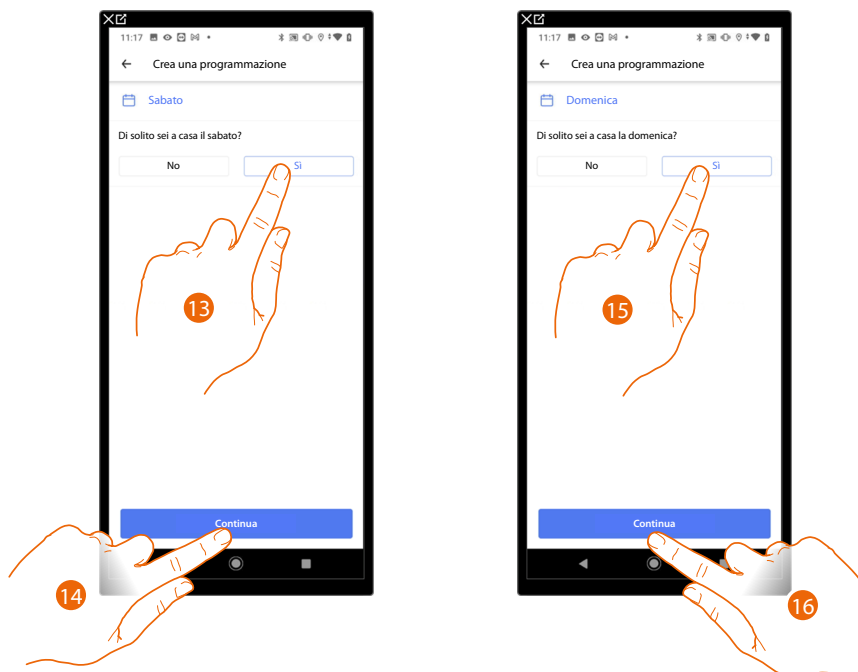 11:17
Crea una programmazione
Sabato
Di solito sei a casa il sabato?
No
Sì
13
Continua
14
11:17
Crea una programmazione
Domenica
Di solito sei a casa la domenica?
No
Sì
15
Continua
16